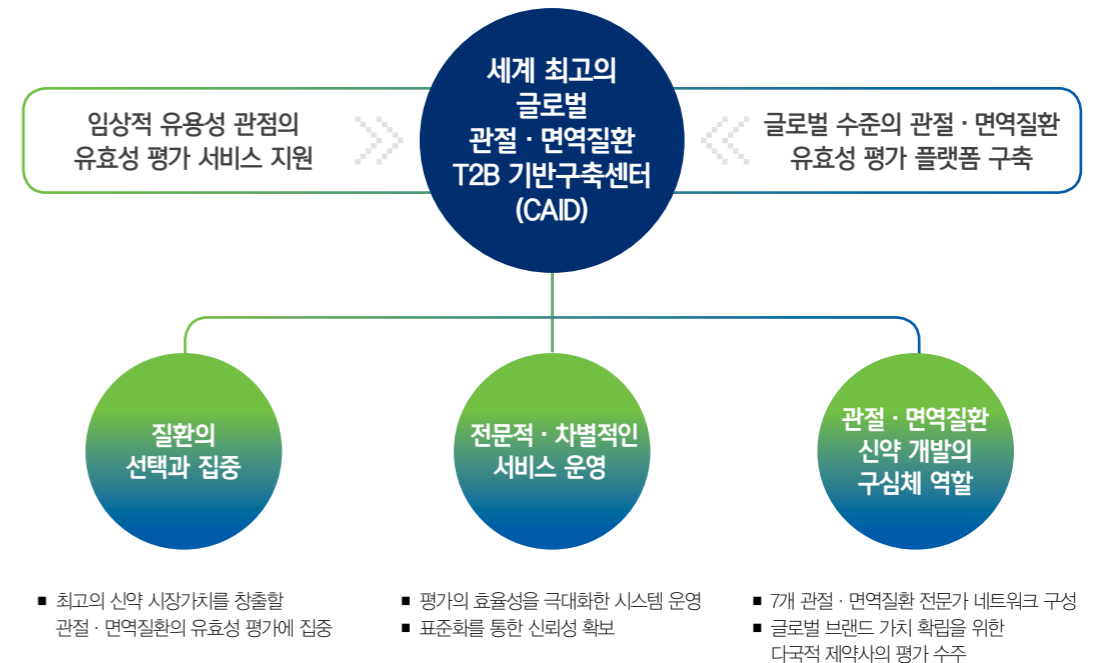 세계 최고의
글로벌
관절 · 면역질환
T2B 기반구축센터
(CAID)
임상적 유용성 관점의
유효성 평가 서비스 지원
글로벌 수준의 관절 · 면역질환
유효성 평가 플랫폼 구축
질환의
선택과 집중
전문적 · 차별적인
서비스 운영
관절 · 면역질환
신약 개발의
구심체 역할
■ 최고의 신약 시장가치를 창출할
관절 · 면역질환의 유효성 평가에 집중
■ 평가의 효율성을 극대화한 시스템 운영
■ 표준화를 통한 신뢰성 확보
■ 7개 관절 · 면역질환 전문가 네트워크 구성
■ 글로벌 브랜드 가치 확립을 위한
다국적 제약사의 평가 수주